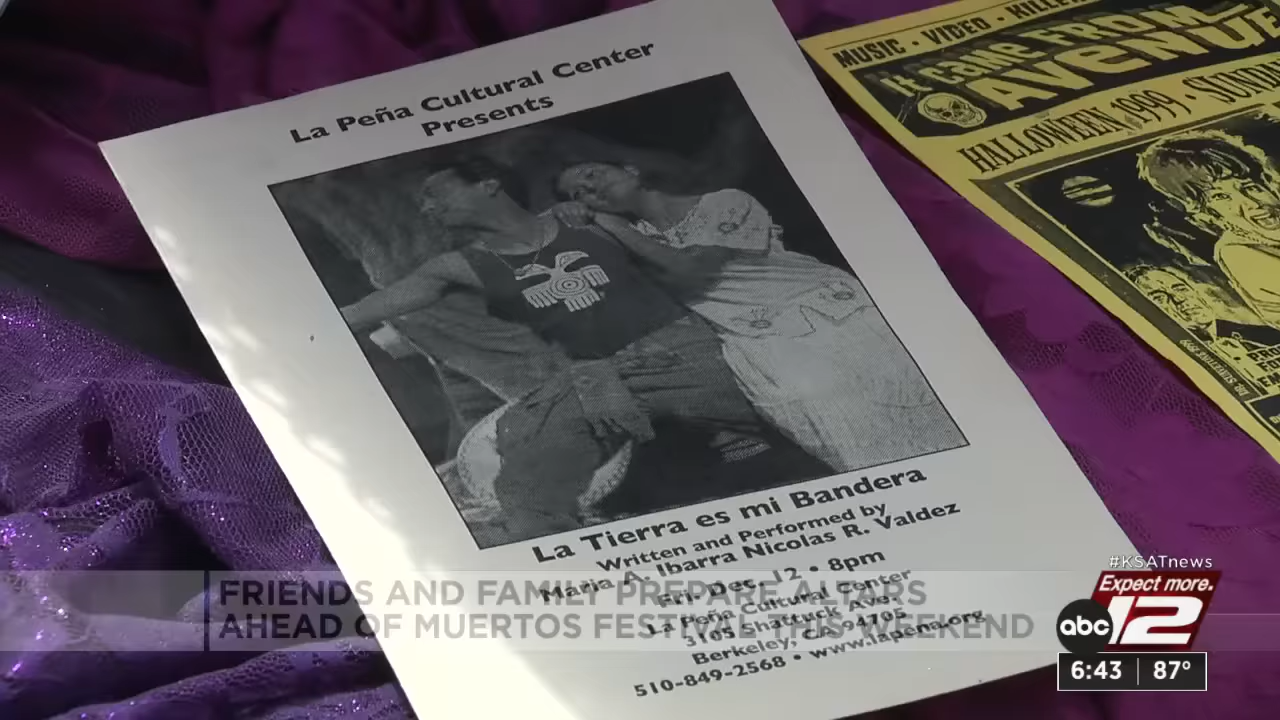 La Peña Cultural Center
Presents
La Tierra es mi Bandera
Written and Performed by
Maria A. Ibarra Nicolas R. Valdez
Fri. Dec. 12 • 8pm
La Peña Cultural Center
3105 Shattuck Ave.
Berkeley, CA 94705
510-849-2568 • www.lapena.org
MUSIC · VIDEO · KILLER
IT CAME FROM
AVENUE
HALLOWEEN 1999 · SUNDA
FRIENDS AND FAMILY PREPARE ALTARS
AHEAD OF MUERTOS FESTIVAL THIS WEEKEND
#KSATnews
Expect more.
abc 12
6:43 87°